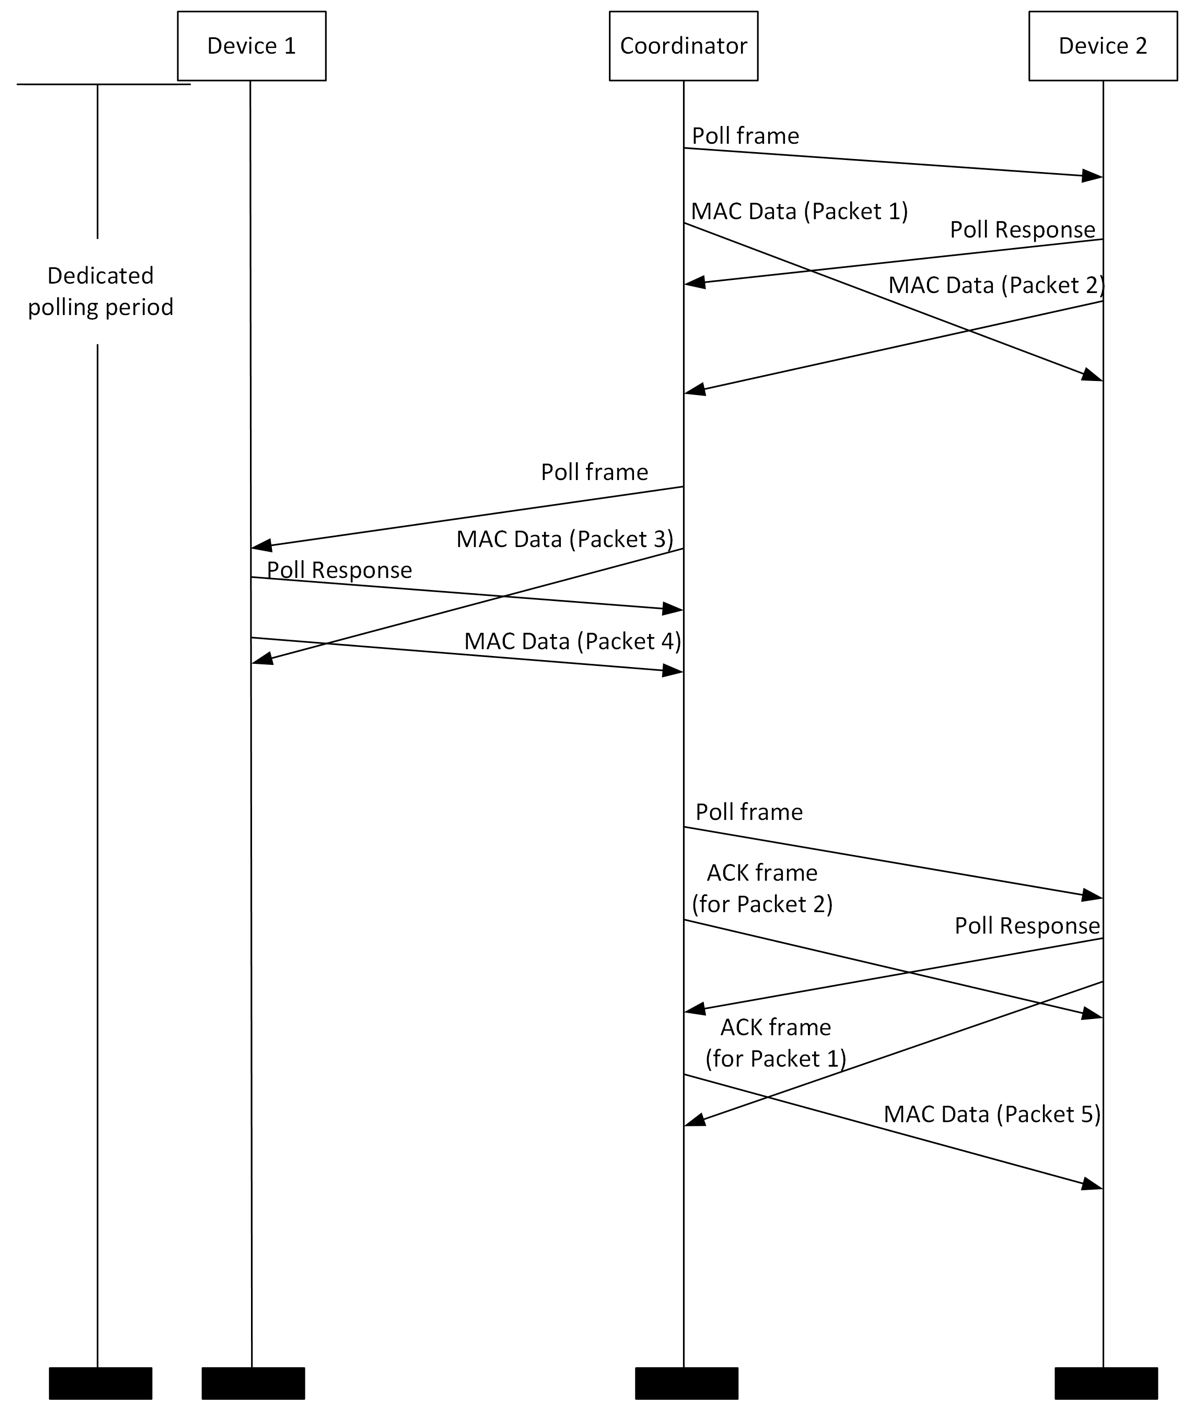 Device 1
Coordinator
Device 2
Poll frame
MAC Data (Packet 1)
Poll Response
Dedicated
polling period
MAC Data (Packet 2)
Poll frame
MAC Data (Packet 3)
Poll Response
MAC Data (Packet 4)
Poll frame
ACK frame
(for Packet 2)
Poll Response
ACK frame
(for Packet 1)
MAC Data (Packet 5)